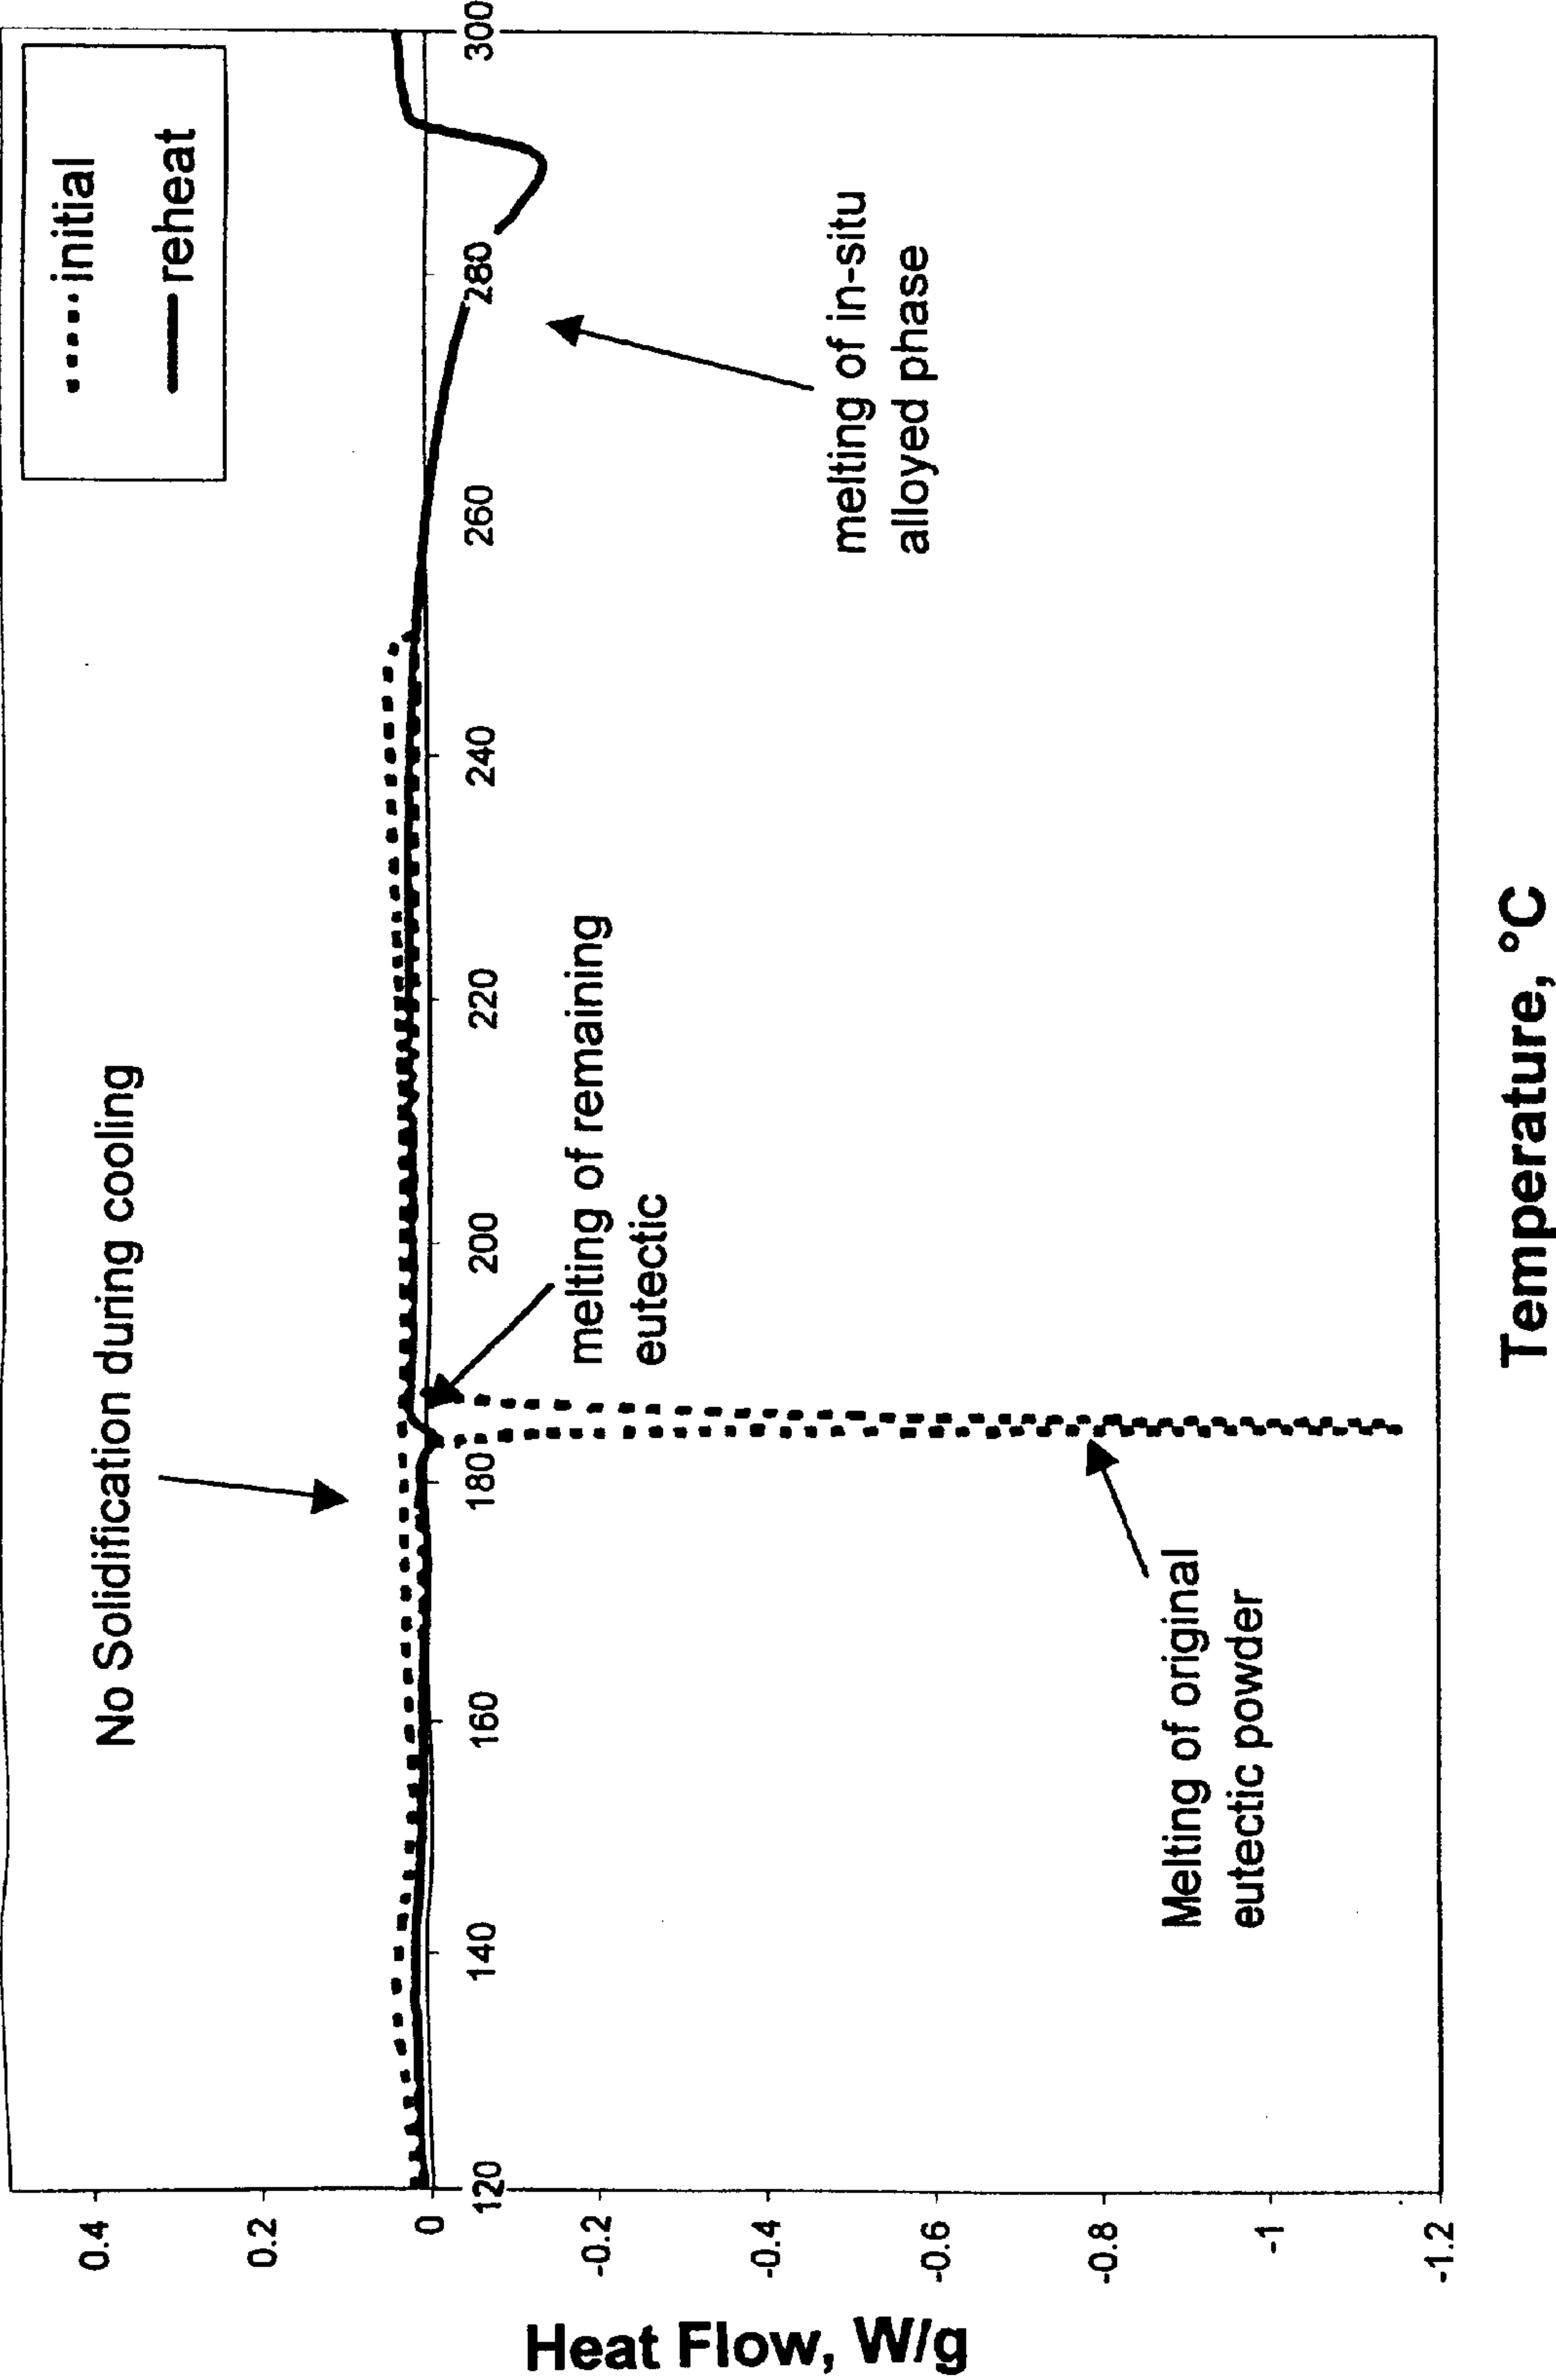 initial
reheat
No Solidification during cooling
melting of remaining
eutectic
melting of in-situ
alloyed phase
Melting of original
eutectic powder
0.4
0.2
0
-0.2
-0.4
-0.6
-0.8
-1
-1.2
120
140
160
180
200
220
240
260
280
300
Heat Flow, W/g
Temperature, °C